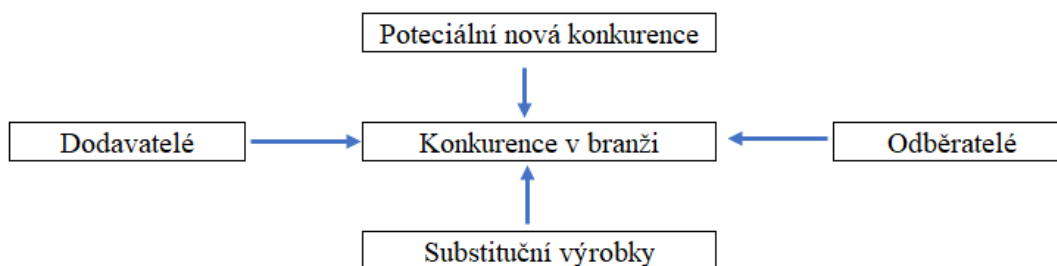 Poteciální nová konkurence
Dodavatelé
Konkurence v branži
Odběratelé
Substituční výrobky